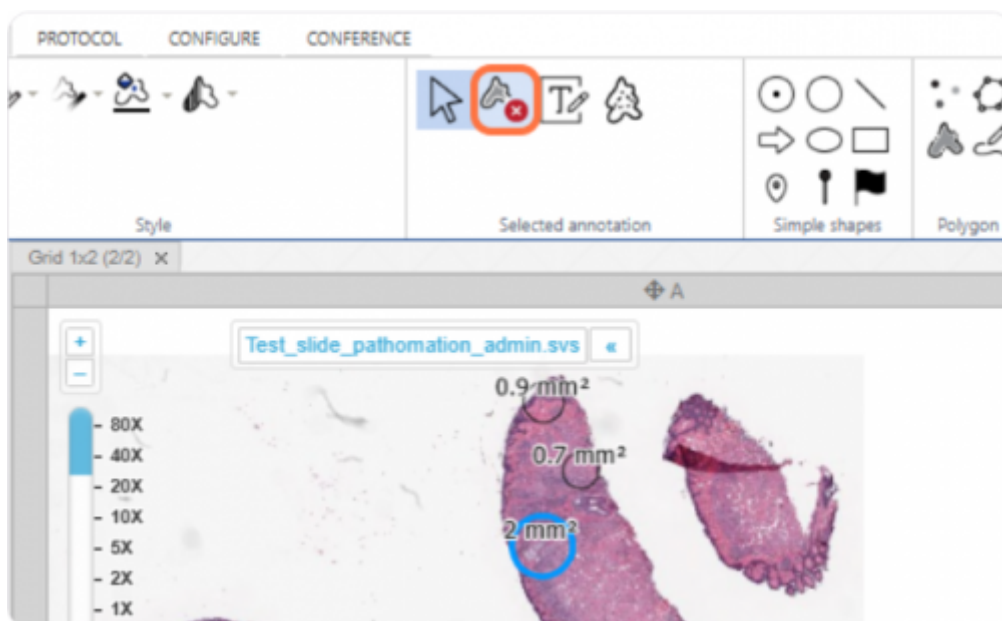 PROTOCOL CONFIGURE CONFERENCE
Style Selected annotation Simple shapes Polygon
Grid 1x2 (2/2) ×
A
+
Test_slide_pathomation_admin.svs «
−
0.9 mm²
80X
40X
0.7 mm²
20X
10X
2 mm²
5X
2X
1X